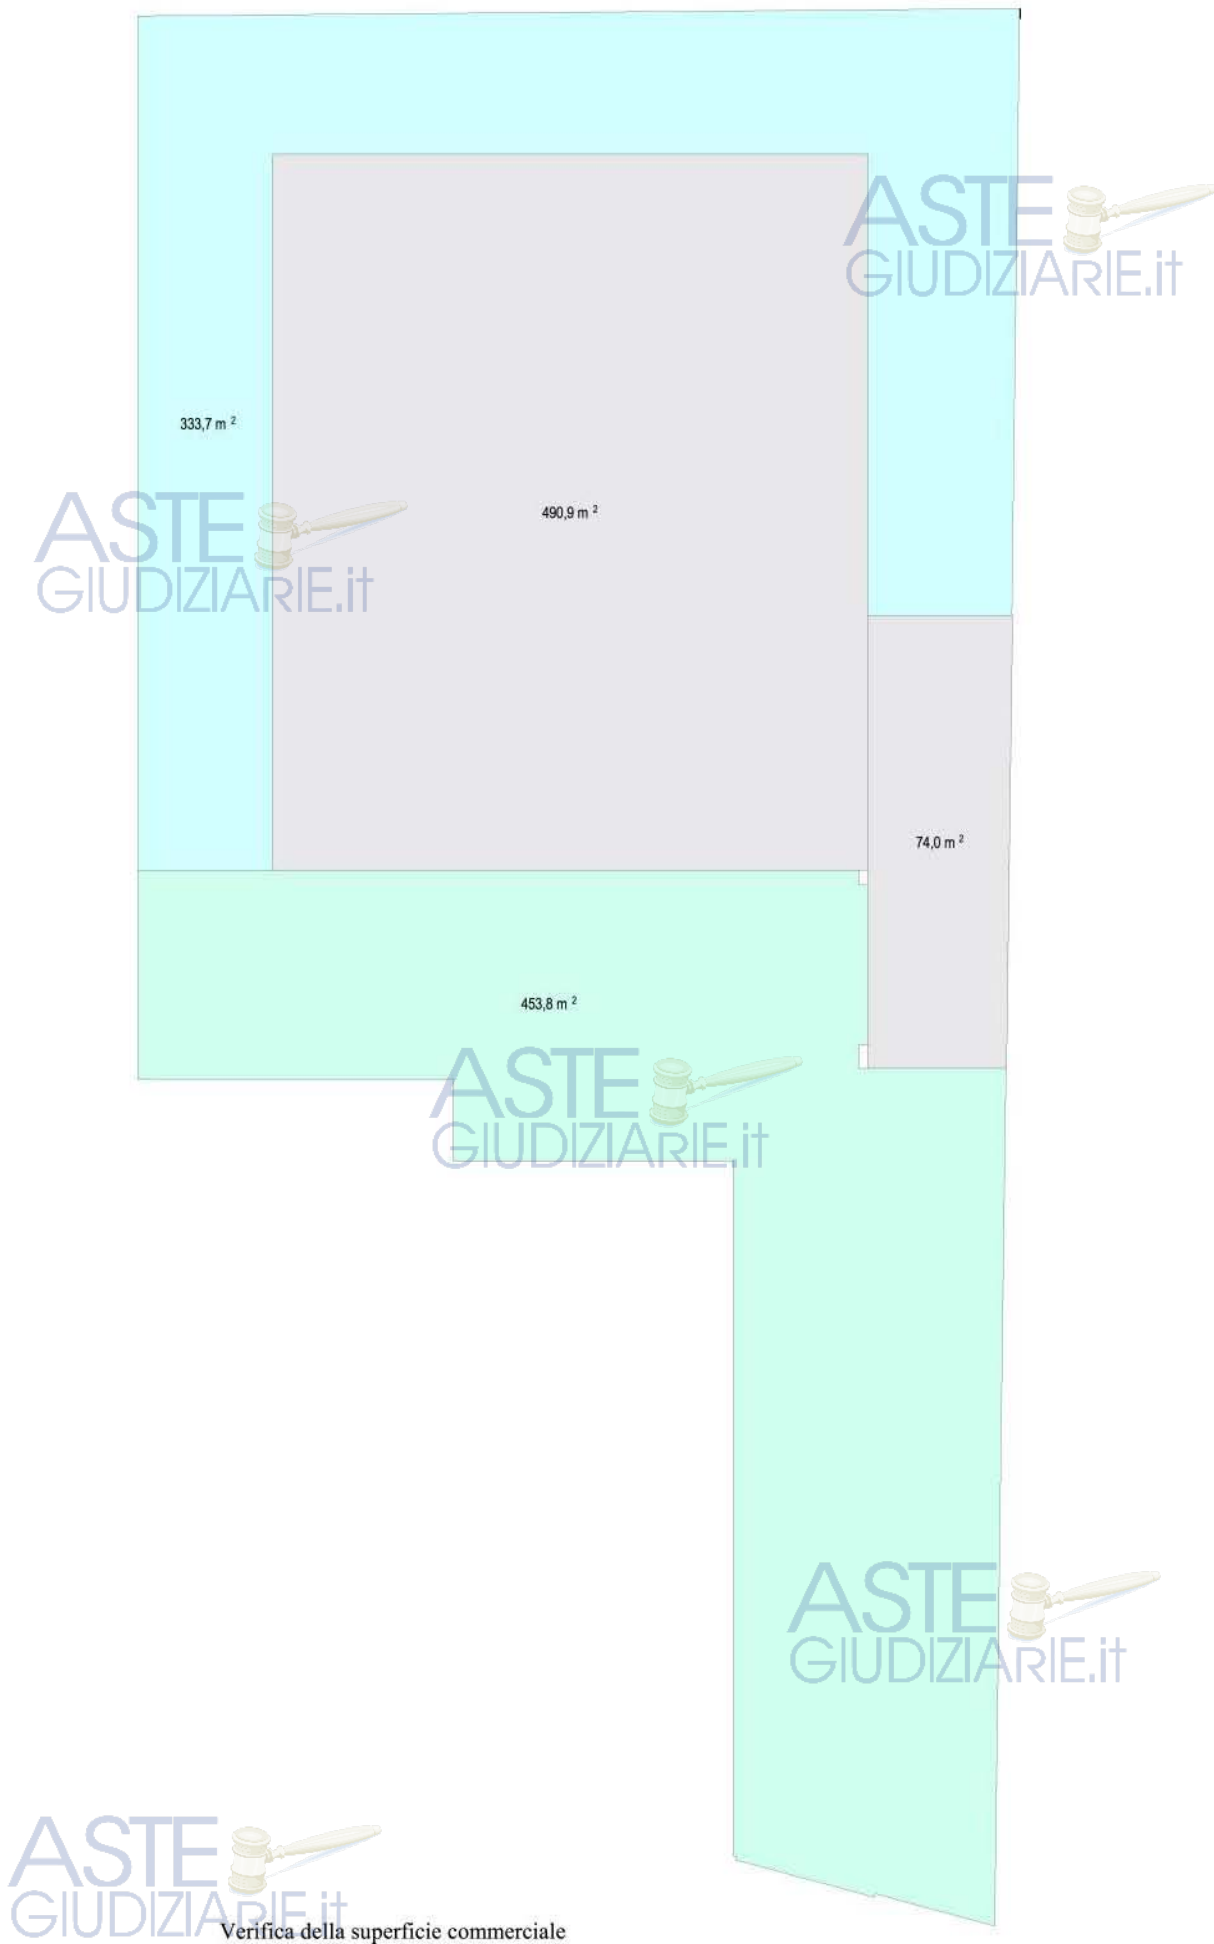 ASTE
GIUDIZIARIE.it
333,7 m ²
490,9 m ²
ASTE
GIUDIZIARIE.it
74,0 m ²
453,8 m ²
ASTE
GIUDIZIARIE.it
ASTE
GIUDIZIARIE.it
ASTE
GIUDIZIARIE.it
Verifica della superficie commerciale